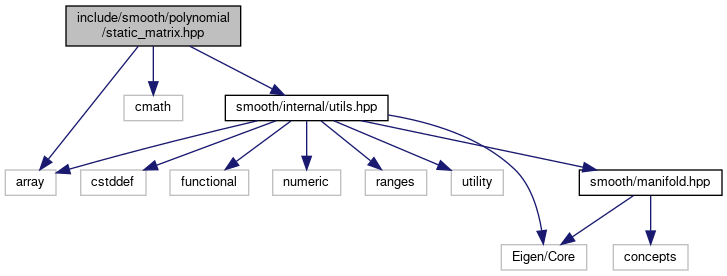 include/smooth/polynomial
/static_matrix.hpp
cmath
smooth/internal/utils.hpp
array
cstddef
functional
numeric
ranges
utility
smooth/manifold.hpp
Eigen/Core
concepts